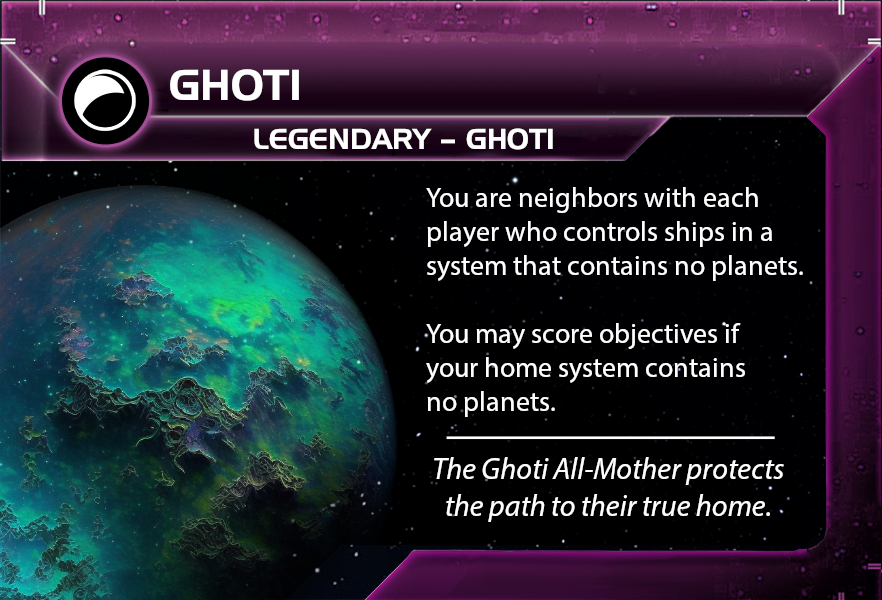 GHOTI
LEGENDARY – GHOTI
You are neighbors with each
player who controls ships in a
system that contains no planets.
You may score objectives if
your home system contains
no planets.
The Ghoti All-Mother protects
the path to their true home.